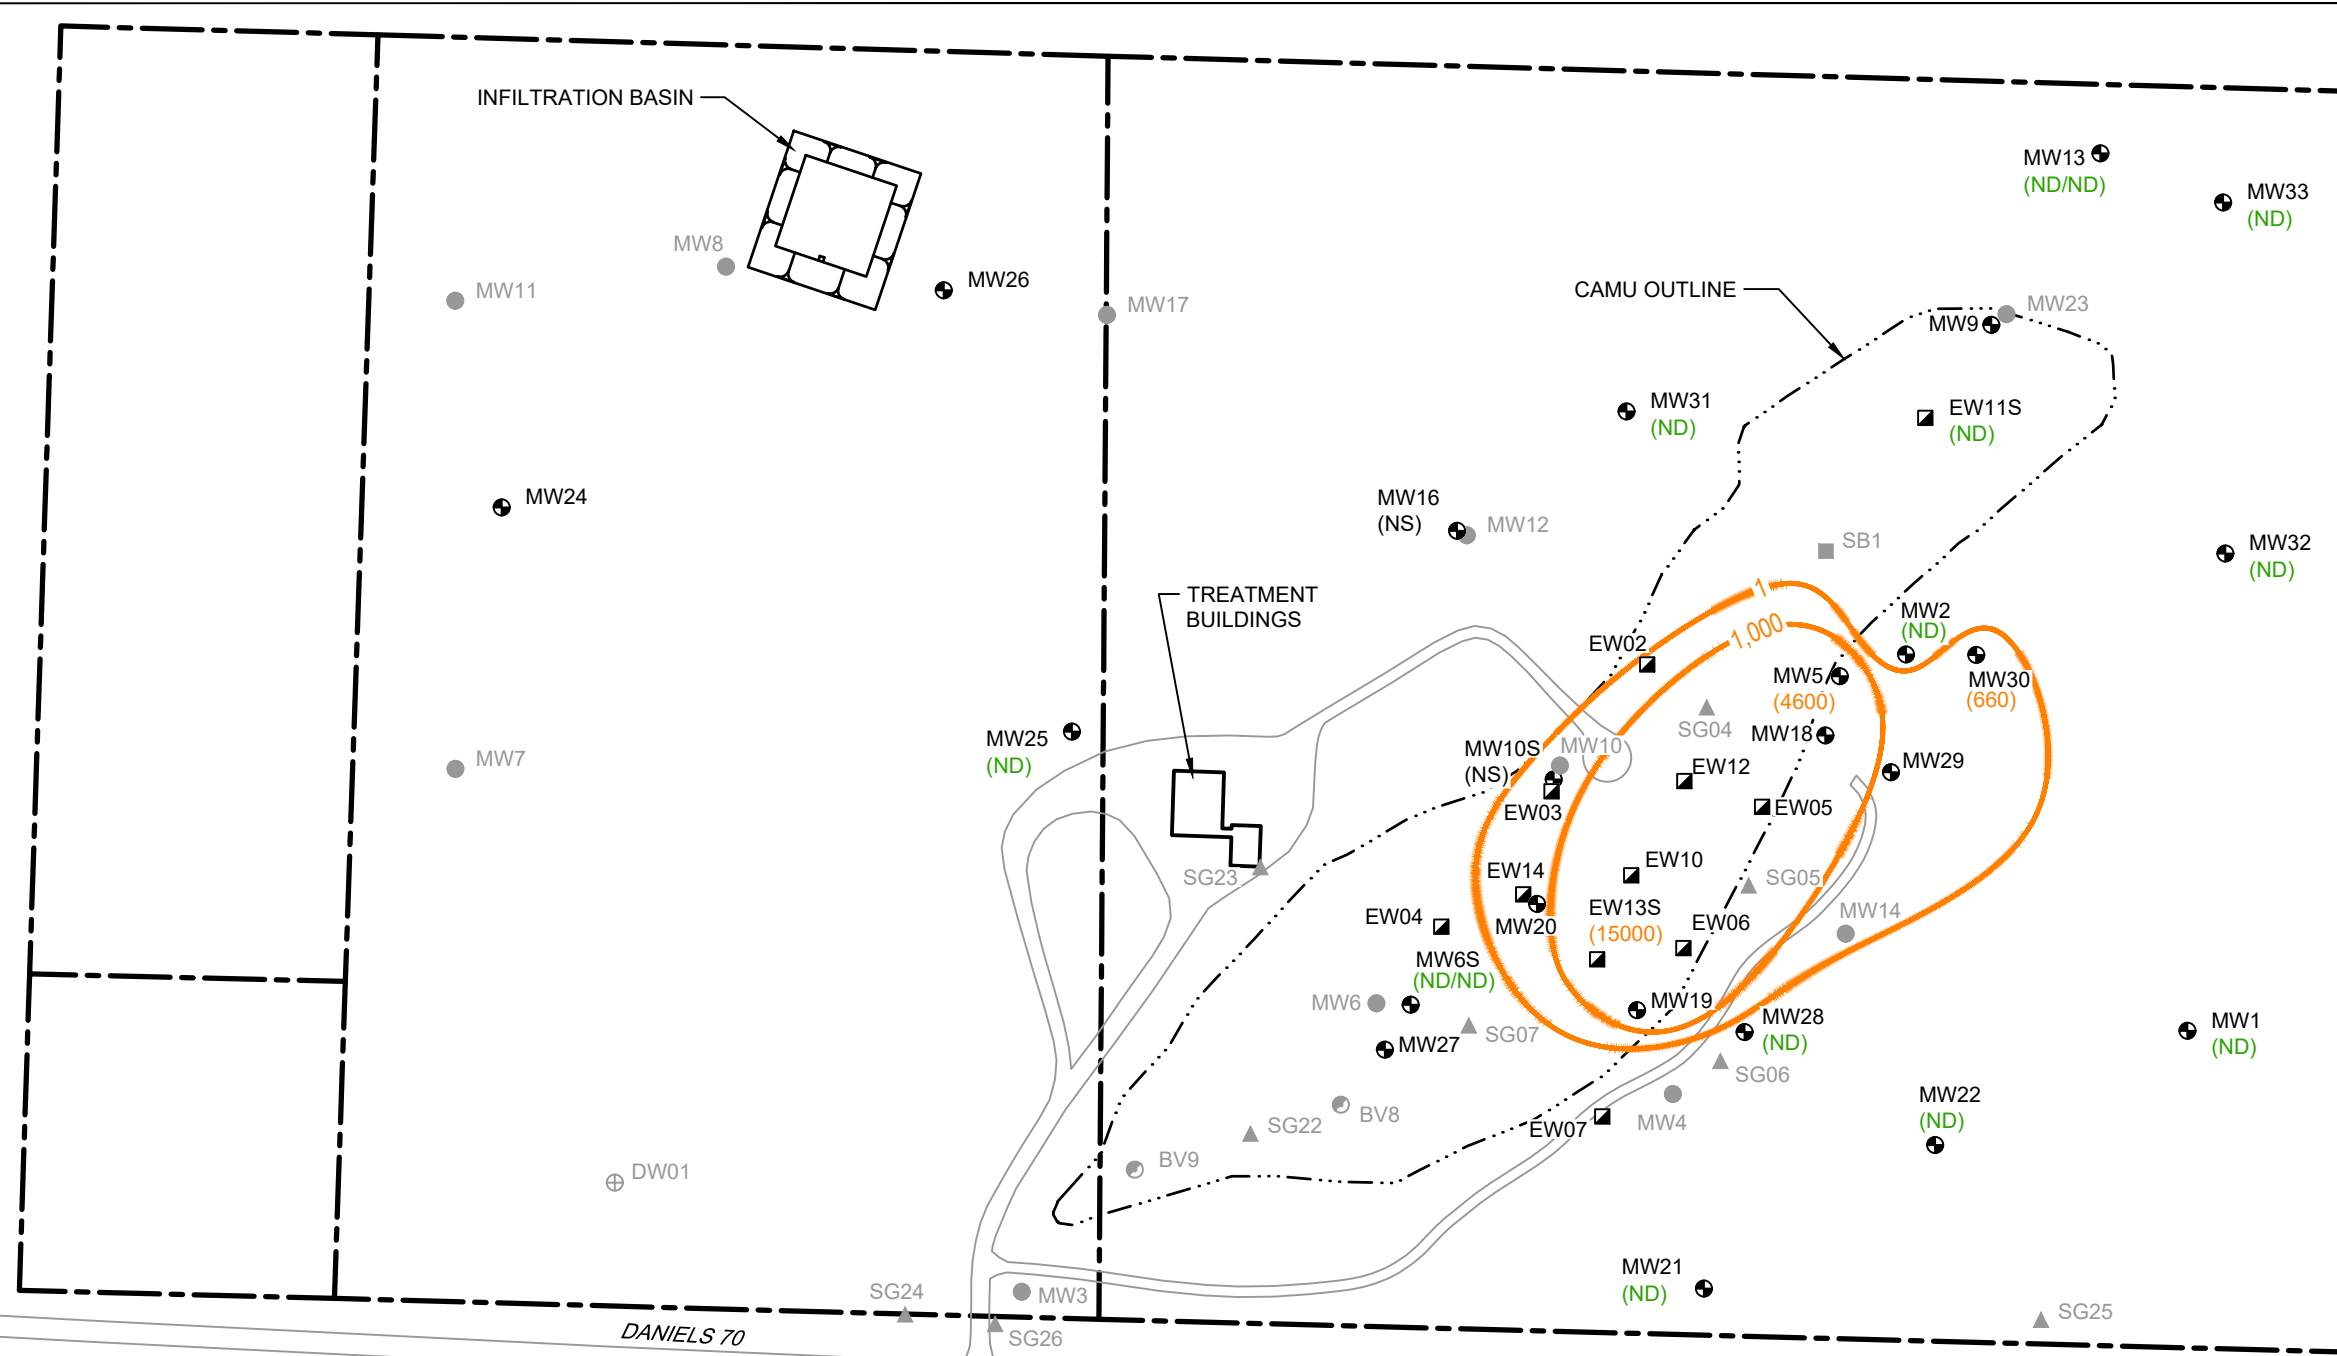 INFILTRATION BASIN
MW13
(ND/ND)
MW33
(ND)
MW8
MW11
MW26
MW17
CAMU OUTLINE
MW23
MW9
MW31
(ND)
EW11S
(ND)
MW24
MW16
(NS)
MW12
SB1
MW32
(ND)
TREATMENT
BUILDINGS
1
1,000
MW2
(ND)
EW02
MW5
(4600)
MW30
(660)
SG04
MW18
MW25
(ND)
MW7
MW10S
(NS)
MW10
EW12
MW29
EW03
EW05
SG23
EW14
EW10
SG05
EW04
MW20
EW13S
(15000)
EW06
MW14
MW6S
(ND/ND)
MW6
MW19
SG07
MW27
MW28
(ND)
MW1
(ND)
SG06
BV8
SG22
EW07
MW4
MW22
(ND)
BV9
DW01
MW21
(ND)
SG24
MW3
SG25
DANIELS 70
SG26